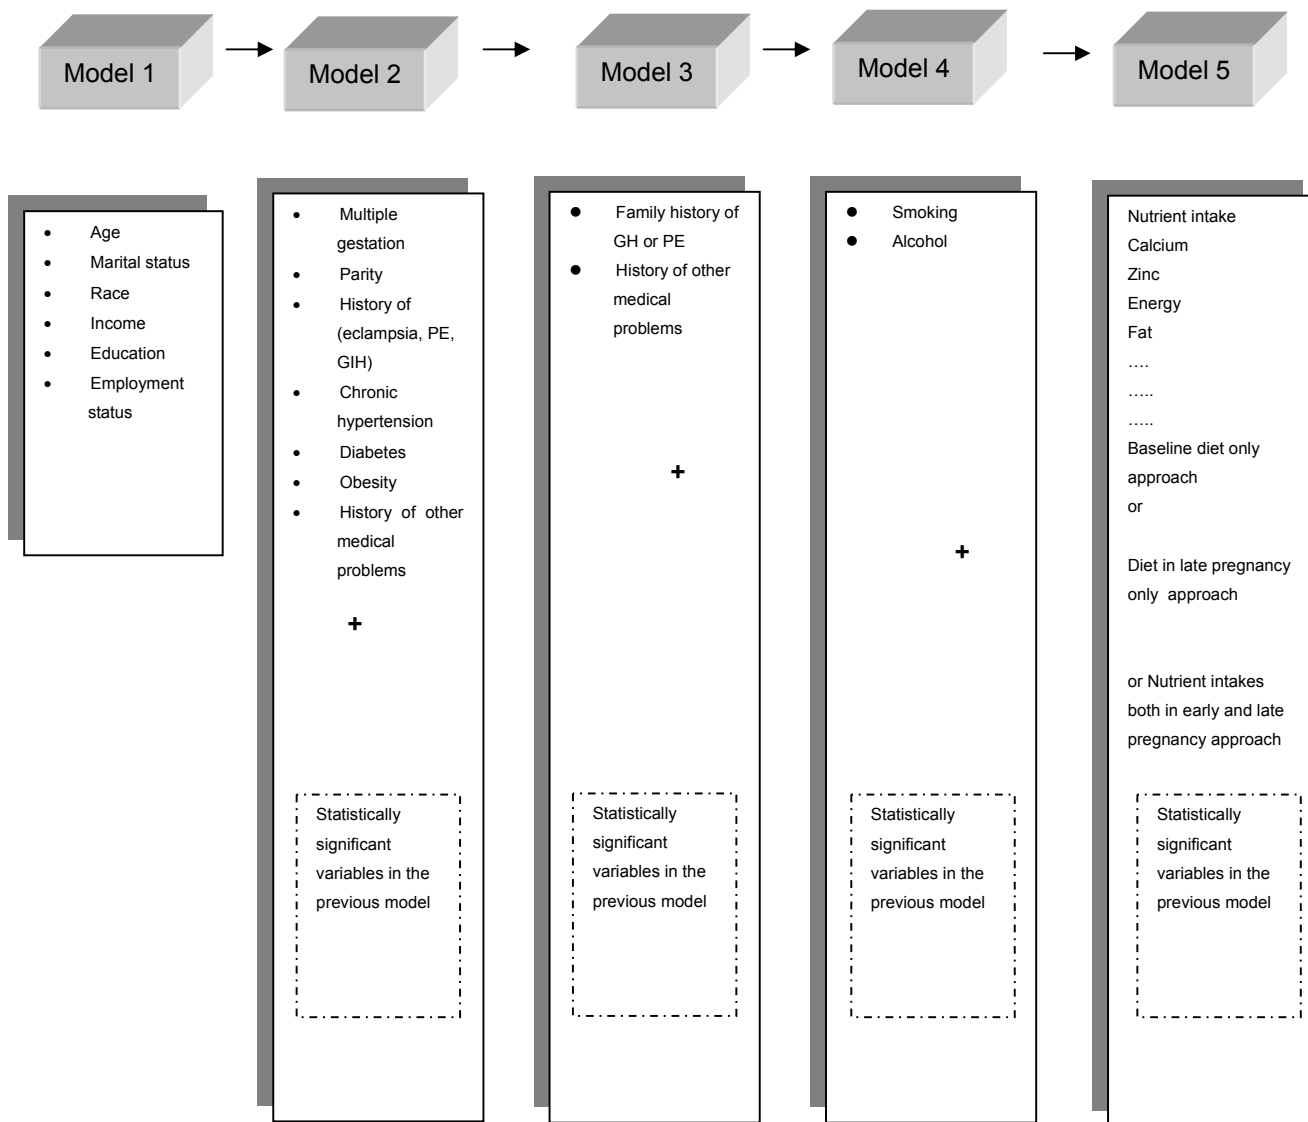 Model 1
Model 2
Model 3
Model 4
Model 5
• Age
• Marital status
• Race
• Income
• Education
• Employment
status
• Multiple
gestation
• Parity
• History of
(eclampsia, PE,
GIH)
• Chronic
hypertension
• Diabetes
• Obesity
• History of other
medical
problems
+
Statistically
significant
variables in the
previous model
● Family history of
GH or PE
● History of other
medical
problems
+
Statistically
significant
variables in the
previous model
● Smoking
● Alcohol
+
Statistically
significant
variables in the
previous model
Nutrient intake
Calcium
Zinc
Energy
Fat
….
…..
…..
Baseline diet only
approach
or
Diet in late pregnancy
only approach
or Nutrient intakes
both in early and late
pregnancy approach
Statistically
significant
variables in the
previous model